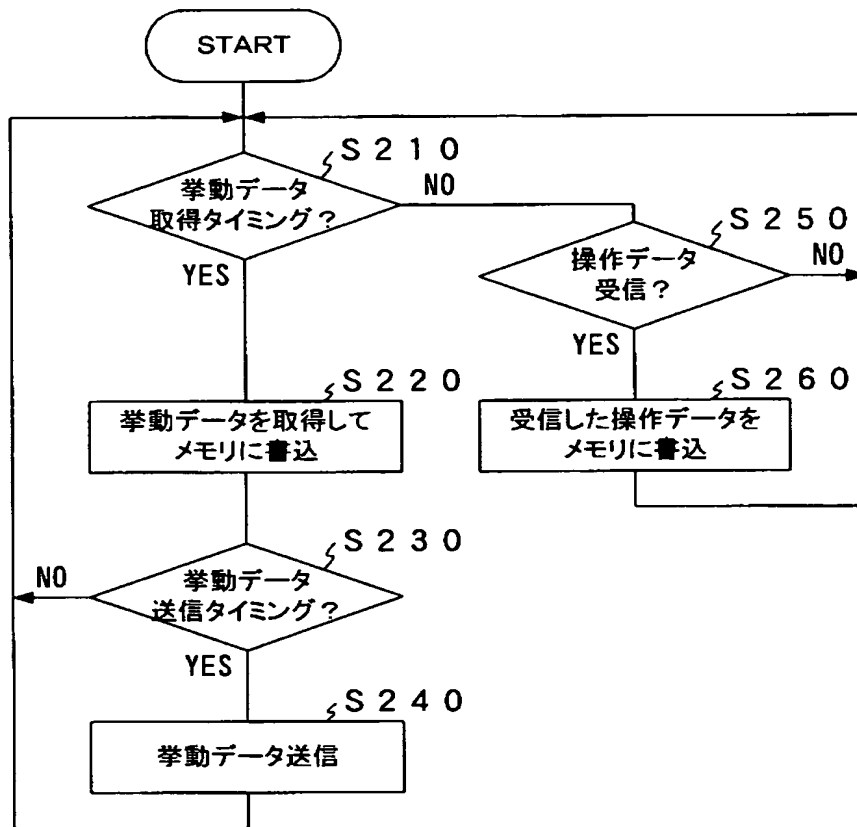 START
S210
挙動データ
取得タイミング？
NO
YES
S250
操作データ
受信？
NO
YES
S220
挙動データを取得して
メモリに書込
S260
受信した操作データを
メモリに書込
S230
挙動データ
送信タイミング？
NO
YES
S240
挙動データ送信